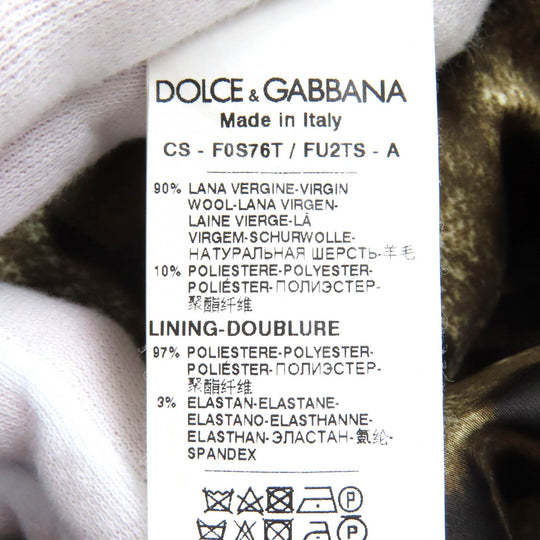 DOLCE & GABBANA
Made in Italy
CS - F0S76T / FU2TS - A
90% LANA VERGINE-VIRGIN
WOOL-LANA VIRGEN-
LAINE VIERGE-LÃ
VIRGEM-SCHURWOLLE-
НАТУРАЛЬНАЯ ШЕРСТЬ-羊毛
10% POLIESTERE-POLYESTER-
POLIÉSTER-ПОЛИЭСТЕР-
聚酯纤维
LINING-DOUBLURE
97% POLIESTERE-POLYESTER-
POLIÉSTER-ПОЛИЭСТЕР-
聚酯纤维
3% ELASTAN-ELASTANE-
ELASTANO-ELASTHANNE-
ELASTHAN-ЭЛАСТАН-氨纶-
SPANDEX
P
P